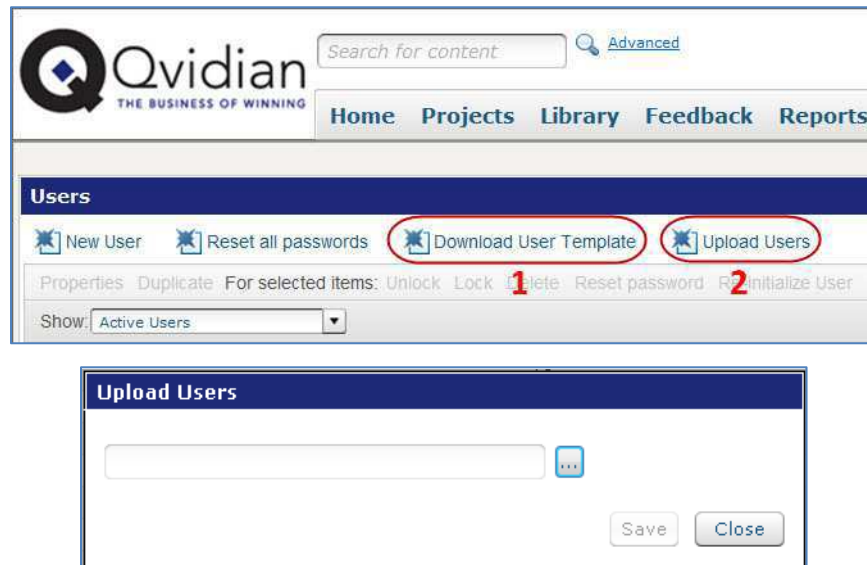 Qvidian
THE BUSINESS OF WINNING
Search for content Advanced
Home Projects Library Feedback Reports
Users
New User Reset all passwords Download User Template Upload Users
1 2
Properties Duplicate For selected items: Unlock Lock Delete Reset password Reinitialize User
Show: Active Users
Upload Users
...
Save Close